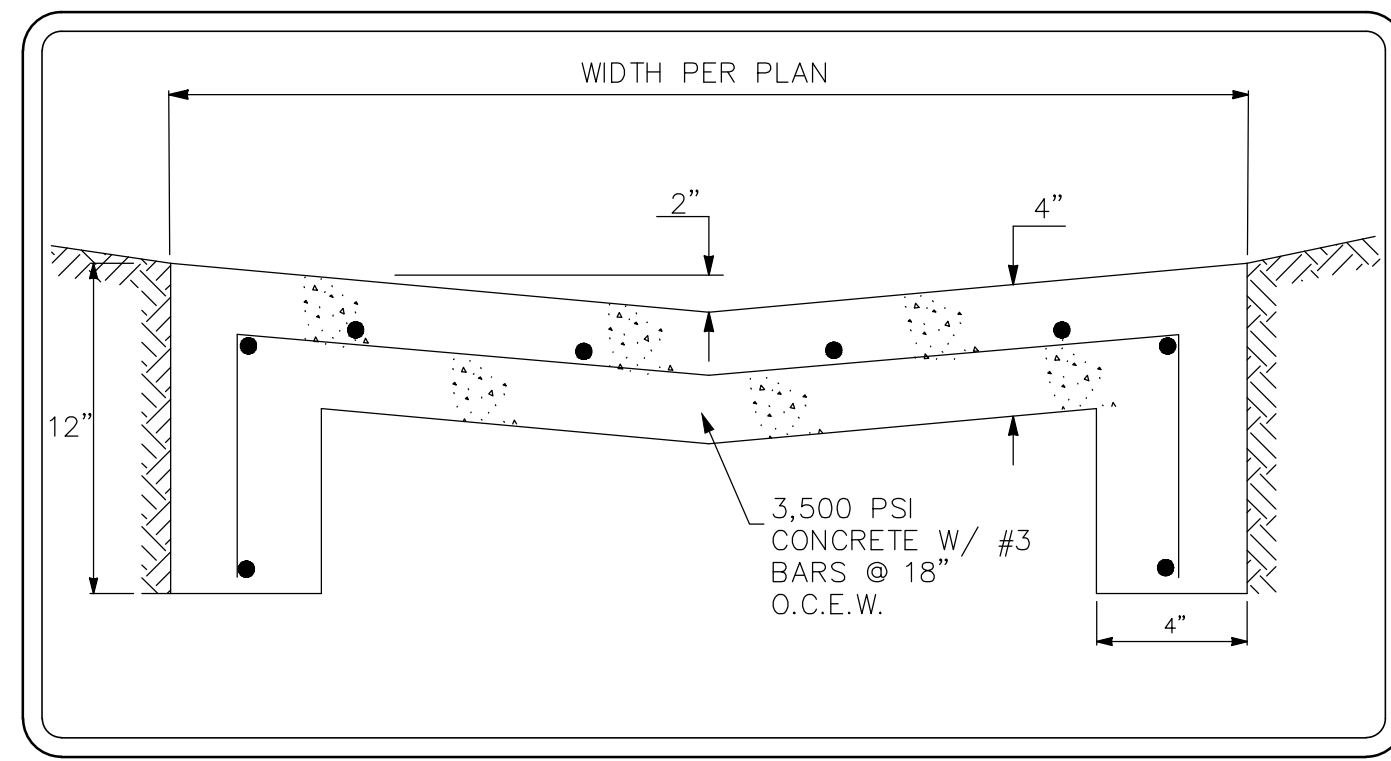 WIDTH PER PLAN
2”
4”
12”
3,500 PSI
CONCRETE W/ #3
BARS @ 18”
O.C.E.W.
4”